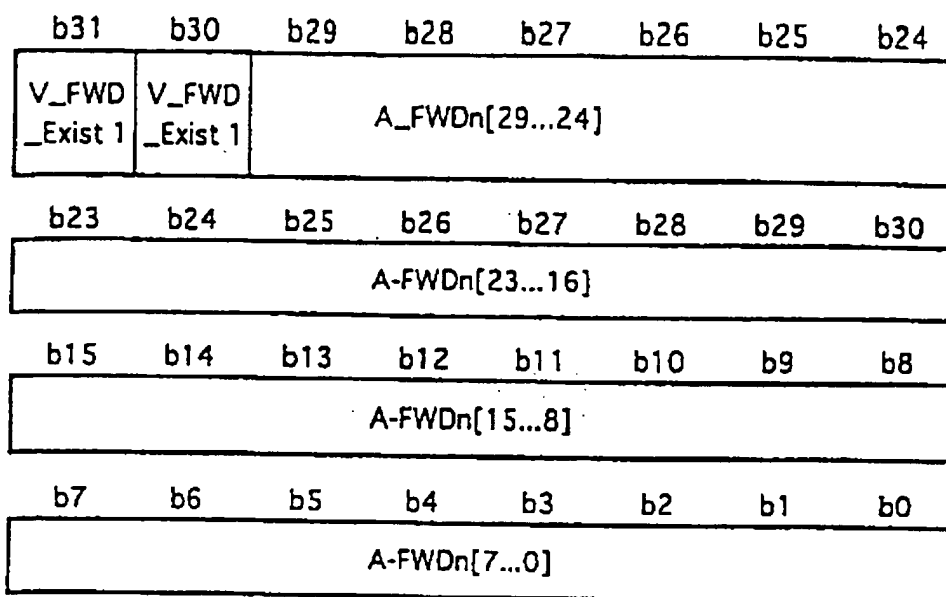 b31 b30 b29 b28 b27 b26 b25 b24
V_FWD V_FWD
_Exist 1 _Exist 1
A_FWDn[29...24]
b23 b24 b25 b26 b27 b28 b29 b30
A-FWDn[23...16]
b15 b14 b13 b12 b11 b10 b9 b8
A-FWDn[15...8]
b7 b6 b5 b4 b3 b2 b1 b0
A-FWDn[7...0]